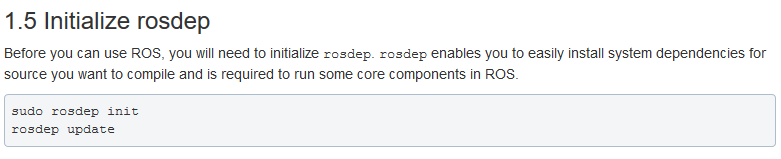 1.5 Initialize rosdep
Before you can use ROS, you will need to initialize rosdep. rosdep enables you to easily install system dependencies for
source you want to compile and is required to run some core components in ROS.
sudo rosdep init
rosdep update